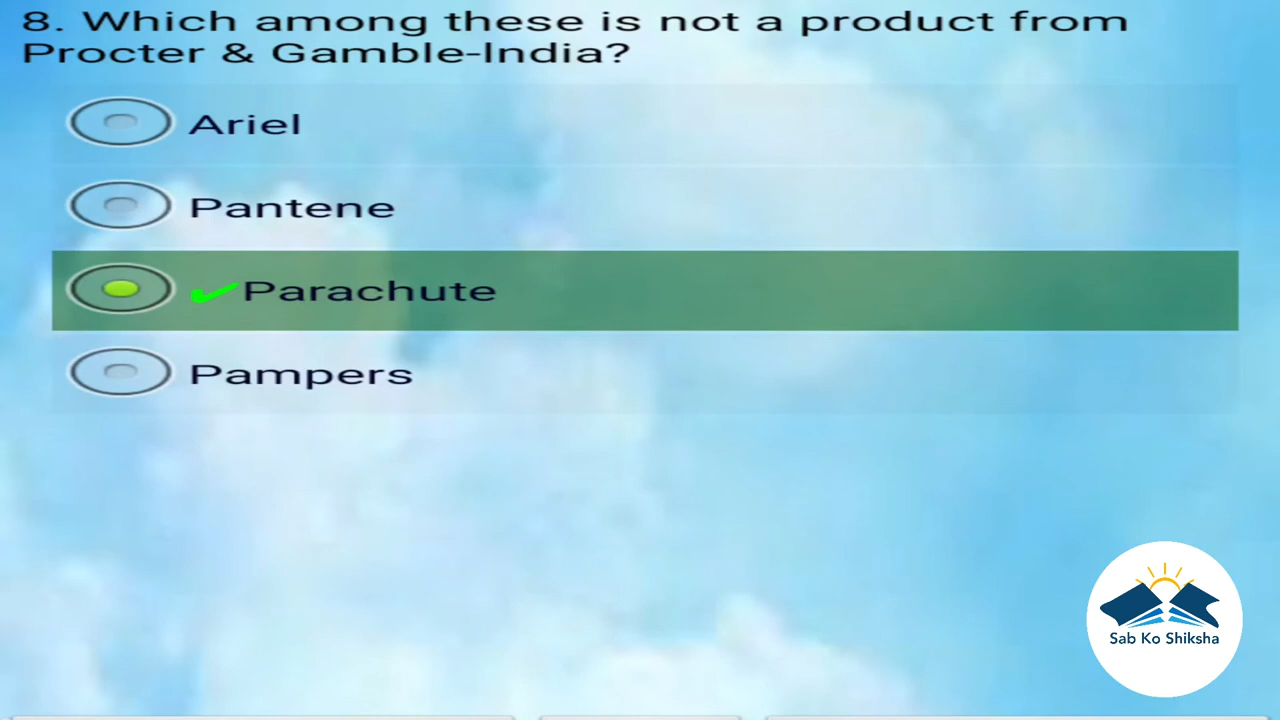 8. Which among these is not a product from
Procter & Gamble-India?
Ariel
Pantene
✔Parachute
Pampers
Sab Ko Shiksha